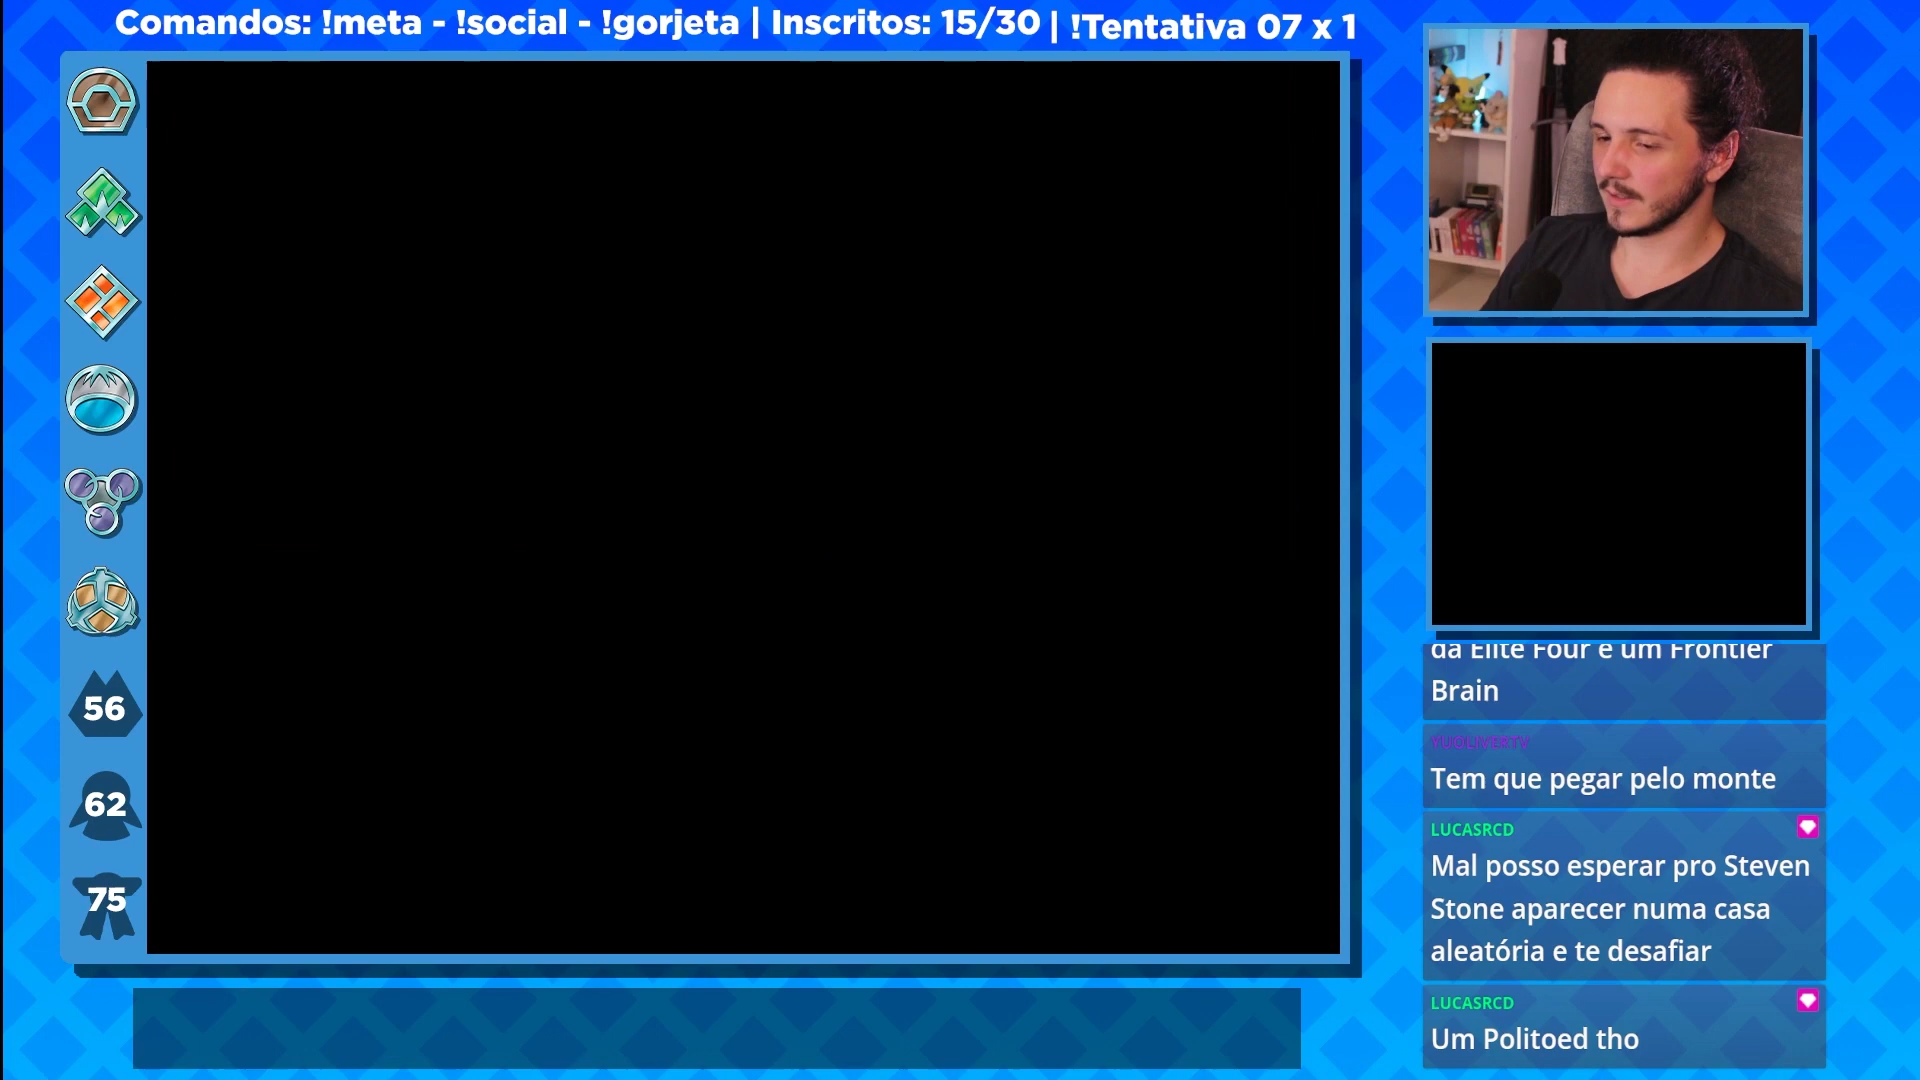 Comandos: !meta - !social - !gorjeta | Inscritos: 15/30 | !Tentativa 07 x 1
56
62
75
da Elite Four e um Frontier
Brain
YUOLIVERTV
Tem que pegar pelo monte
LUCASRCD
Mal posso esperar pro Steven
Stone aparecer numa casa
aleatória e te desafiar
LUCASRCD
Um Politoed tho